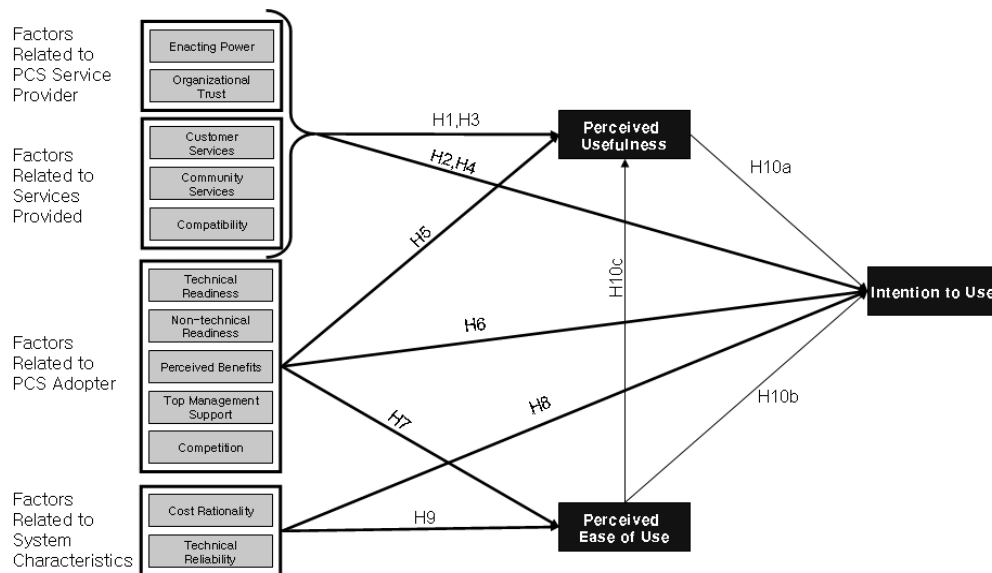 Factors
Related to
PCS Service
Provider
Enacting Power
Organizational
Trust
Factors
Related to
Services
Provided
Customer
Services
Community
Services
Compatibility
Factors
Related to
PCS Adopter
Technical
Readiness
Non-technical
Readiness
Perceived Benefits
Top Management
Support
Competition
Factors
Related to
System
Characteristics
Cost Rationality
Technical
Reliability
H1,H3
H2,H4
H5
H6
H7
H8
H9
Perceived
Usefulness
H10a
H10c
H10b
Intention to Use
Perceived
Ease of Use